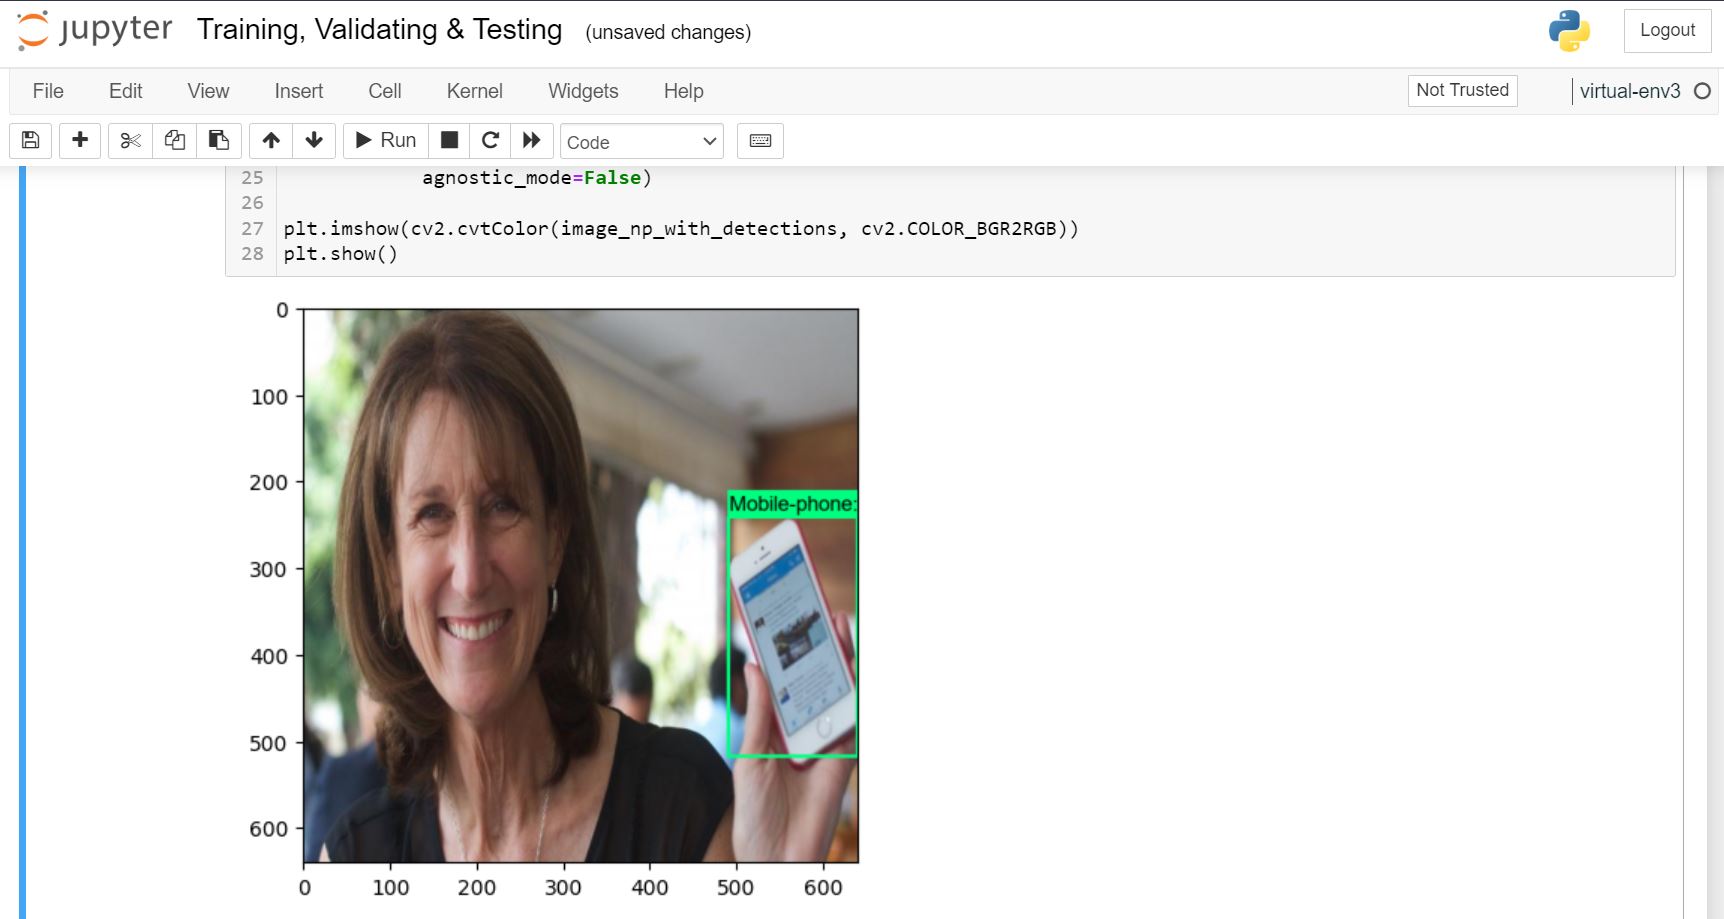 jupyter Training, Validating & Testing (unsaved changes) Logout
File Edit View Insert Cell Kernel Widgets Help Not Trusted virtual-env3
Run Code
25 agnostic_mode=False)
26
27 plt.imshow(cv2.cvtColor(image_np_with_detections, cv2.COLOR_BGR2RGB))
28 plt.show()
0
100
200
Mobile-phone:
300
400
500
600
0 100 200 300 400 500 600